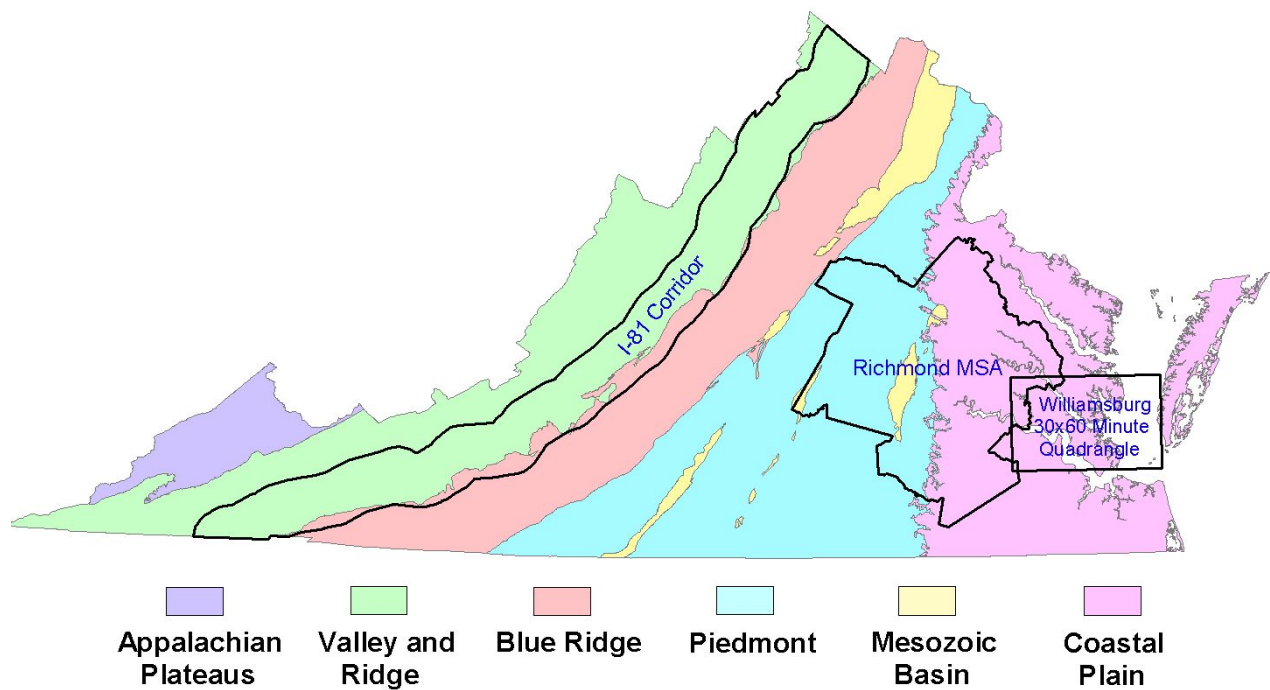 I-81 Corridor
Richmond MSA
Williamsburg
30x60 Minute
Quadrangle
Appalachian
Plateaus
Valley and
Ridge
Blue Ridge
Piedmont
Mesozoic
Basin
Coastal
Plain